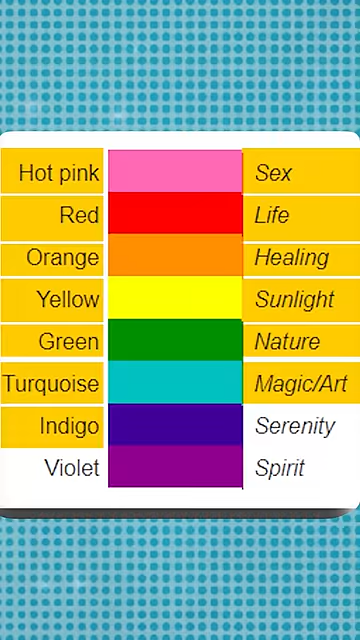 Hot pink Sex
Red Life
Orange Healing
Yellow Sunlight
Green Nature
Turquoise Magic/Art
Indigo Serenity
Violet Spirit